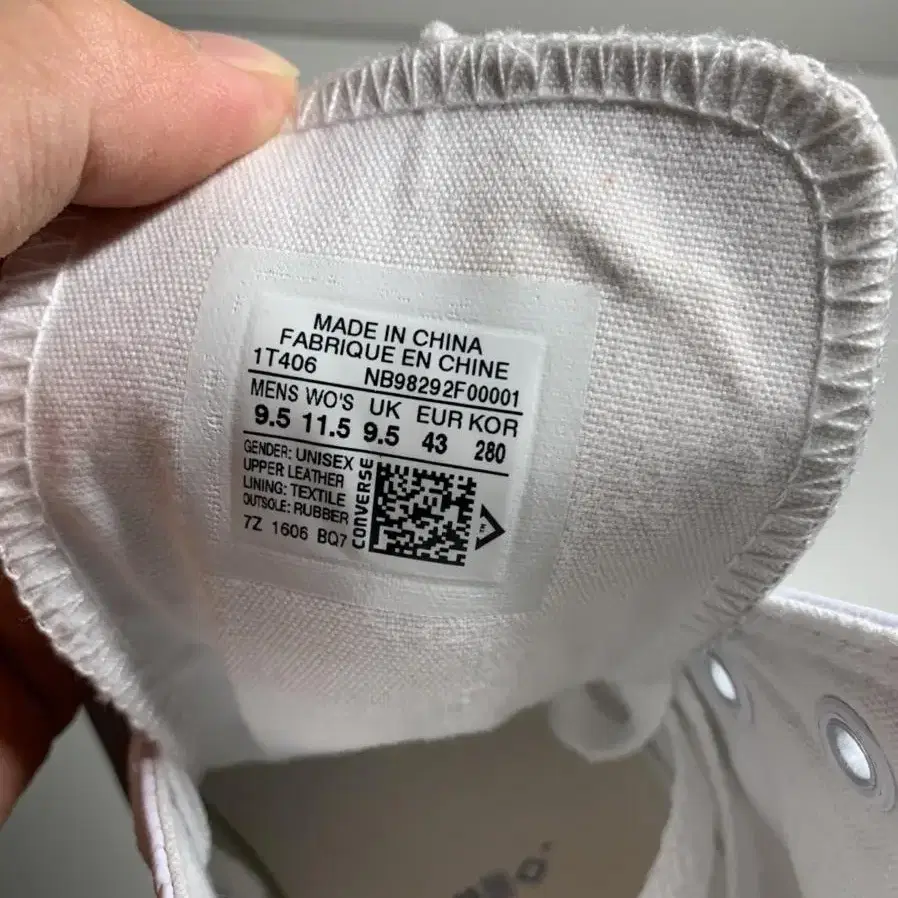 MADE IN CHINA
FABRIQUE EN CHINE
1T406 NB98292F00001
MENS WO'S UK EUR KOR
9.5 11.5 9.5 43 280
GENDER: UNISEX
UPPER LEATHER
LINING: TEXTILE
OUTSOLE: RUBBER
7Z 1606 BQ7
CONVERSE
TM